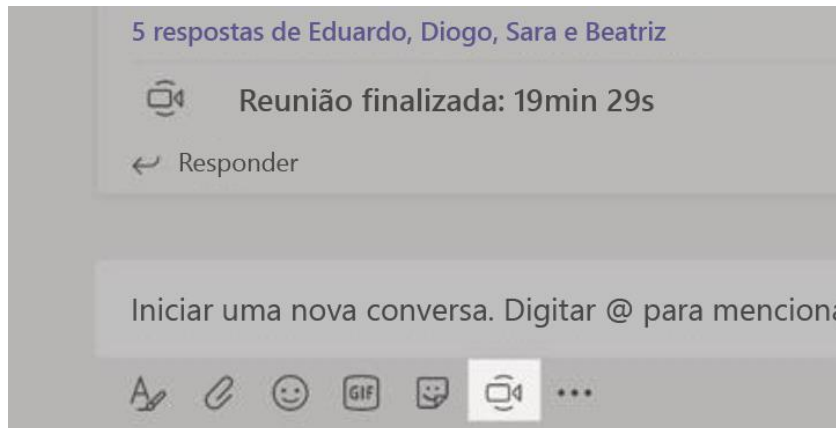 5 respostas de Eduardo, Diogo, Sara e Beatriz
Reunião finalizada: 19min 29s
Responder
Iniciar uma nova conversa. Digitar @ para menciona
GIF